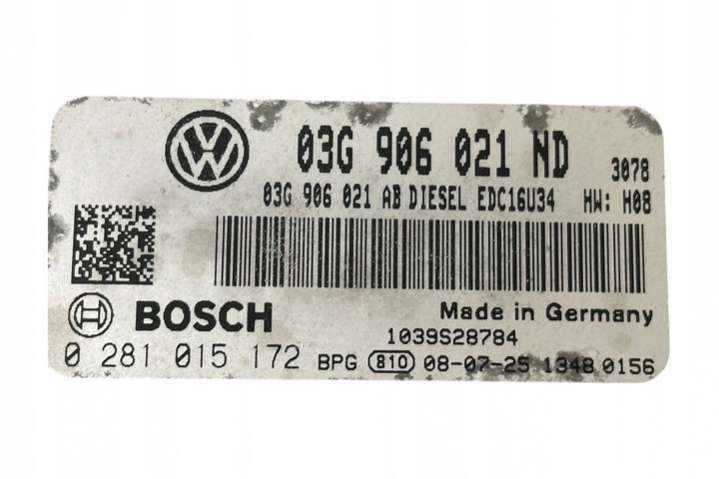 03G 906 021 ND 3078
03G 906 021 AB DIESEL EDC16U34 HW: H08
BOSCH Made in Germany
1039S28784
0 281 015 172 BPG 810 08-07-25 1348 0156